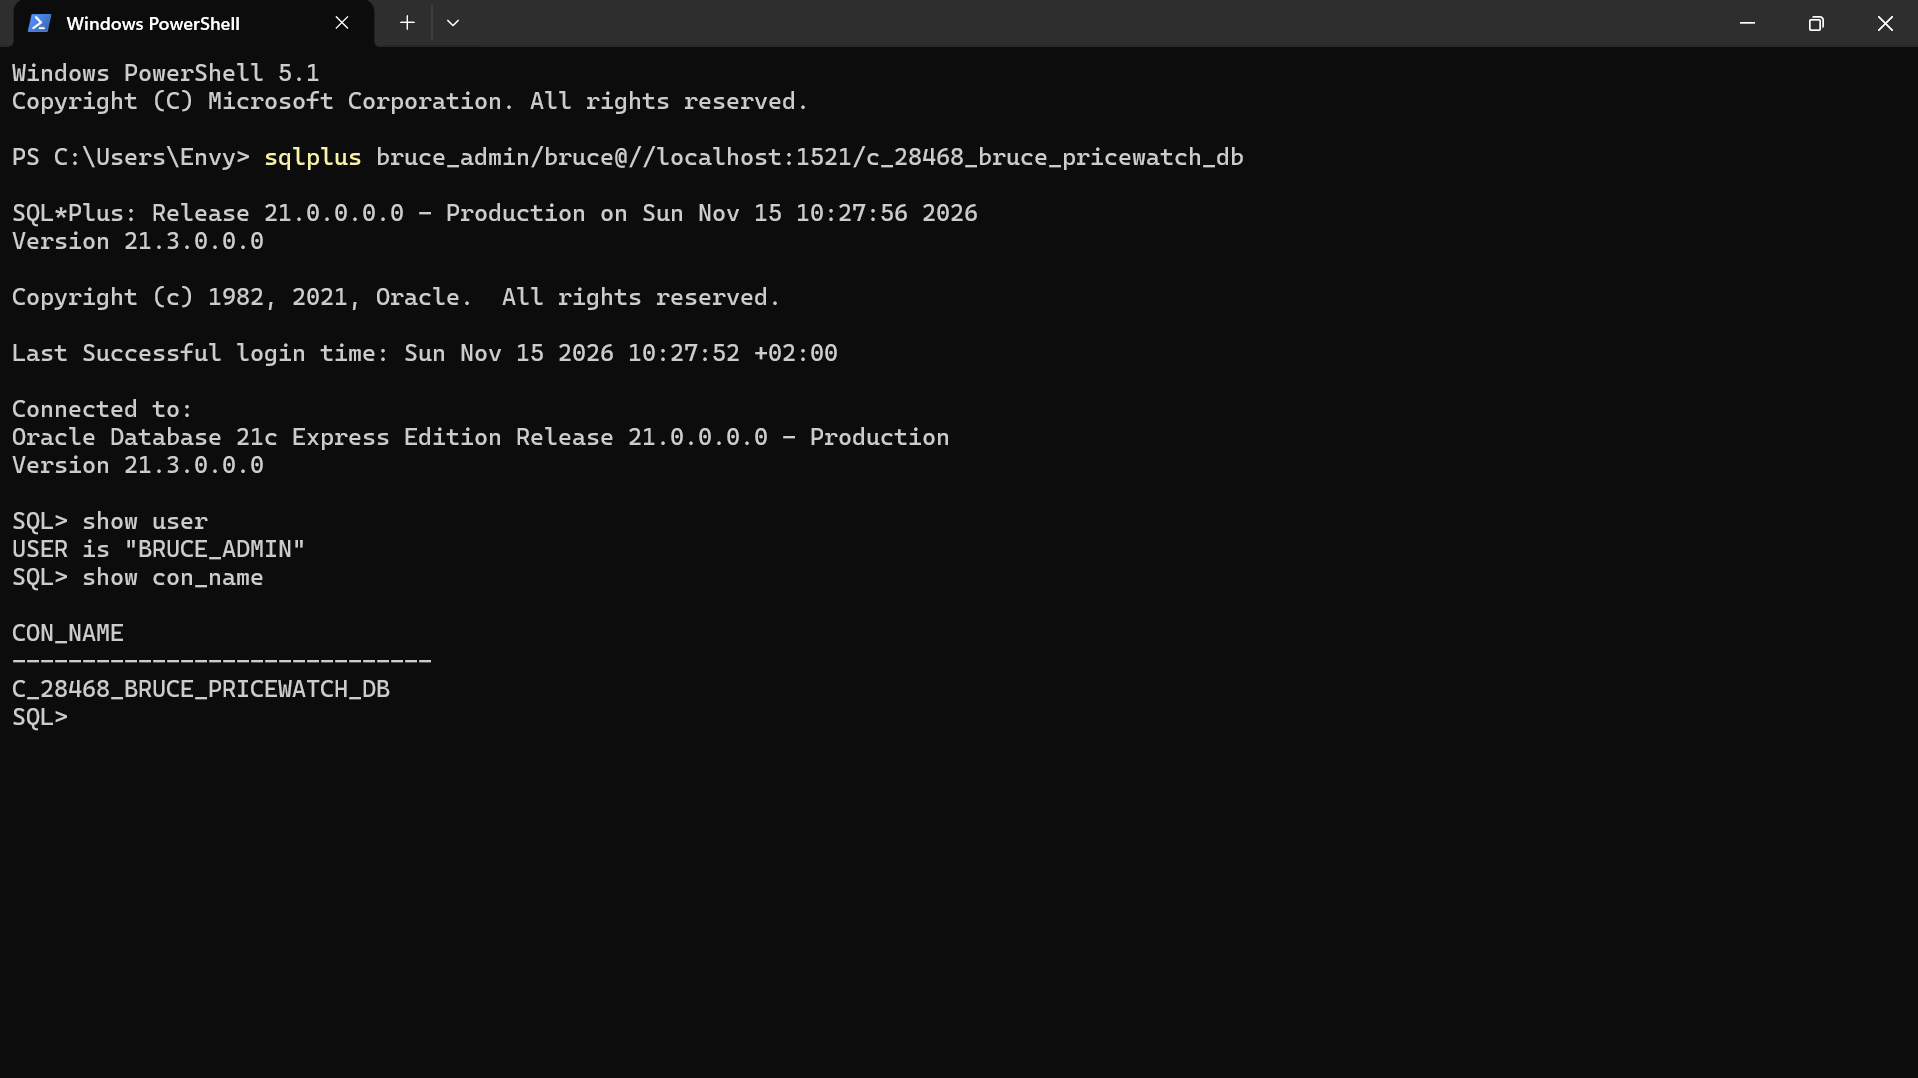 Windows PowerShell
Windows PowerShell 5.1
Copyright (C) Microsoft Corporation. All rights reserved.
PS C:\Users\Envy> sqlplus bruce_admin/bruce@//localhost:1521/c_28468_bruce_pricewatch_db
SQL*Plus: Release 21.0.0.0.0 - Production on Sun Nov 15 10:27:56 2026
Version 21.3.0.0.0
Copyright (c) 1982, 2021, Oracle.  All rights reserved.
Last Successful login time: Sun Nov 15 2026 10:27:52 +02:00
Connected to:
Oracle Database 21c Express Edition Release 21.0.0.0.0 - Production
Version 21.3.0.0.0
SQL> show user
USER is "BRUCE_ADMIN"
SQL> show con_name
CON_NAME
------------------------------
C_28468_BRUCE_PRICEWATCH_DB
SQL>